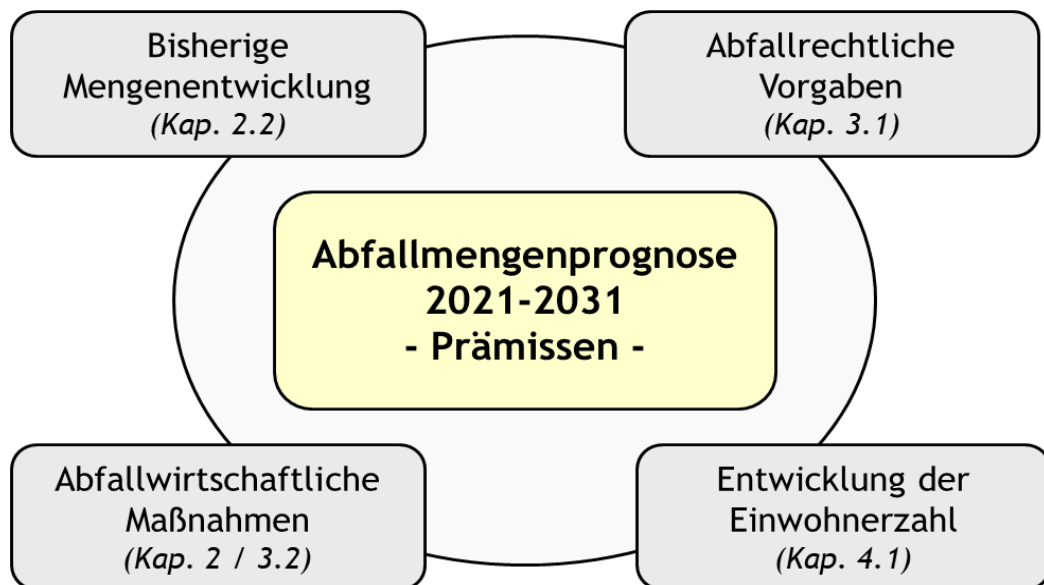 Bisherige
Mengenentwicklung
(Kap. 2.2)
Abfallrechtliche
Vorgaben
(Kap. 3.1)
Abfallmengenprognose
2021-2031
- Prämissen -
Abfallwirtschaftliche
Maßnahmen
(Kap. 2 / 3.2)
Entwicklung der
Einwohnerzahl
(Kap. 4.1)